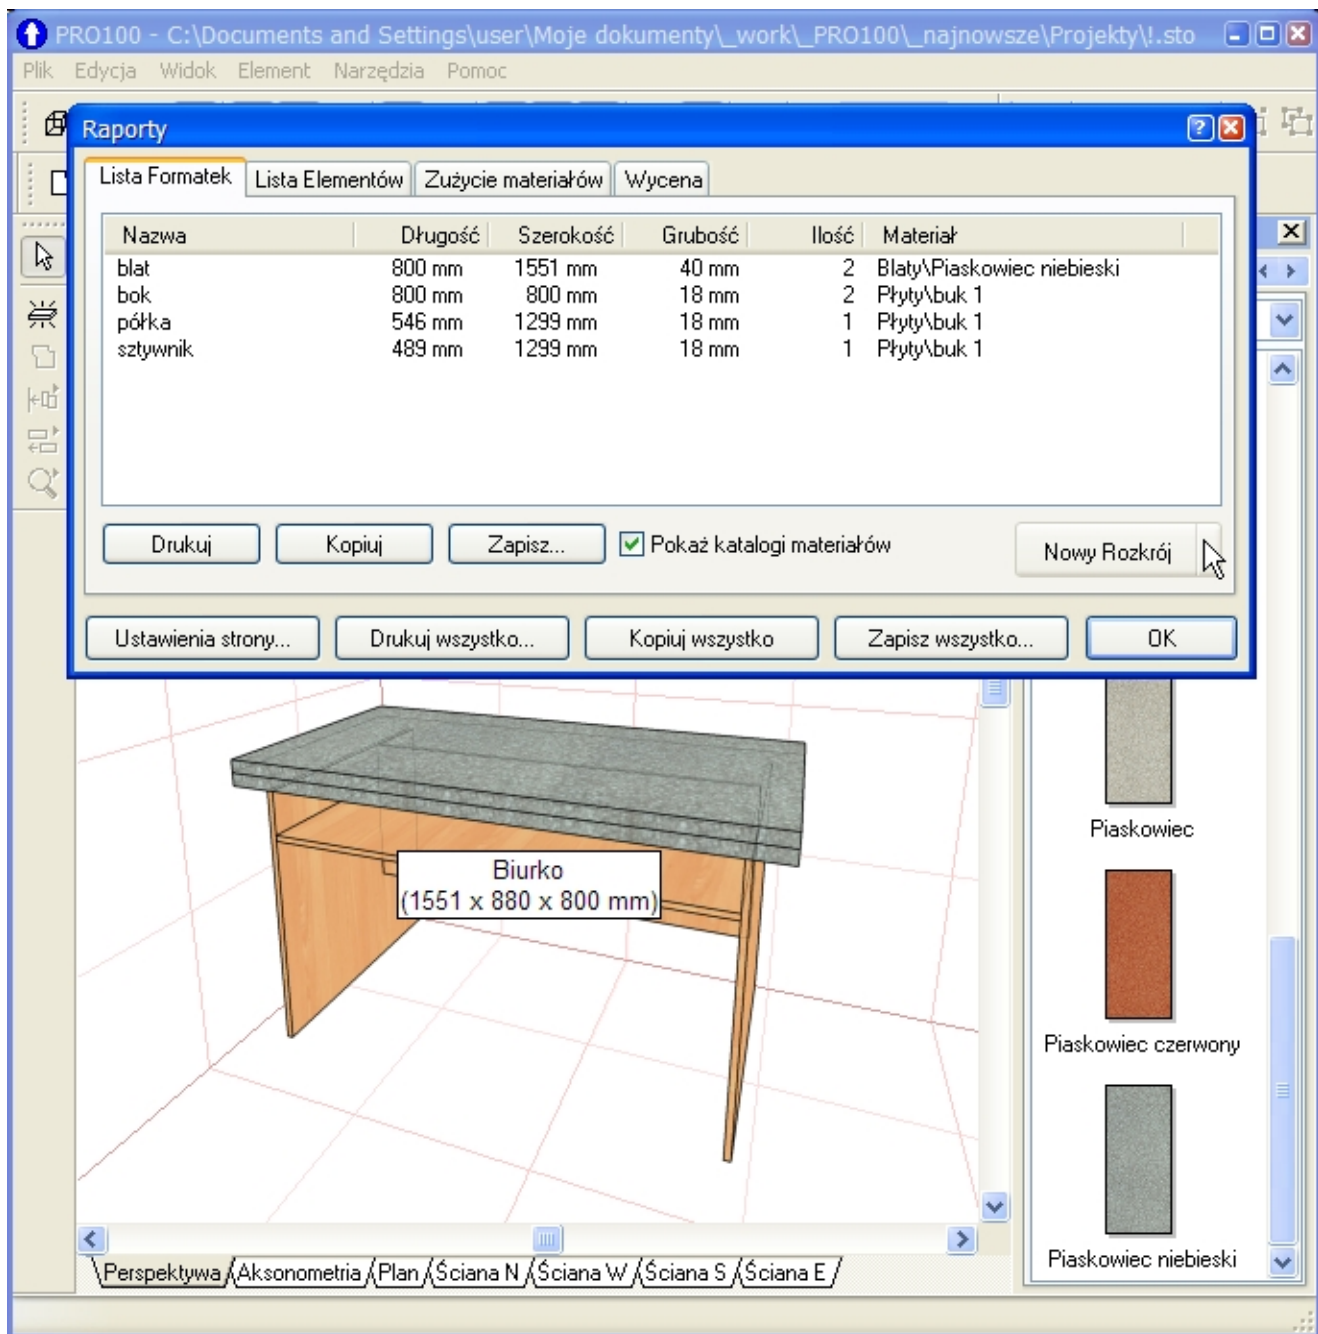 PRO100 - C:\Documents and Settings\user\Moje dokumenty\_work\_PRO100\_najnowsze\Projekty\!.sto
Plik Edycja Widok Element Narzędzia Pomoc
Raporty
Lista Formatek Lista Elementów Zużycie materiałów Wycena
Nazwa Długość Szerokość Grubość Ilość Materiał
blat 800 mm 1551 mm 40 mm 2 Blaty\Piaskowiec niebieski
bok 800 mm 800 mm 18 mm 2 Płyty\buk 1
półka 546 mm 1299 mm 18 mm 1 Płyty\buk 1
sztywnik 489 mm 1299 mm 18 mm 1 Płyty\buk 1
Drukuj Kopiuj Zapisz... Pokaż katalogi materiałów Nowy Rozkrój
Ustawienia strony... Drukuj wszystko... Kopiuj wszystko Zapisz wszystko... OK
Piaskowiec
Biurko
(1551 x 880 x 800 mm)
Piaskowiec czerwony
Piaskowiec niebieski
Perspektywa Aksonometria Plan Ściana N Ściana W Ściana S Ściana E